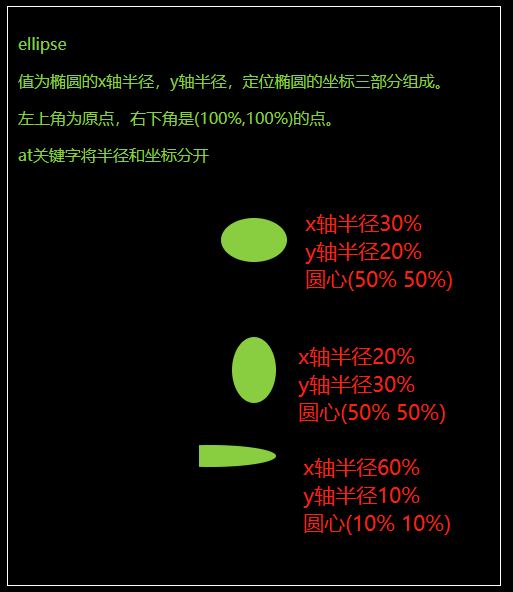 ellipse
值为椭圆的x轴半径，y轴半径，定位椭圆的坐标三部分组成。
左上角为原点，右下角是(100%,100%)的点。
at关键字将半径和坐标分开
x轴半径30%
y轴半径20%
圆心(50% 50%)
x轴半径20%
y轴半径30%
圆心(50% 50%)
x轴半径60%
y轴半径10%
圆心(10% 10%)